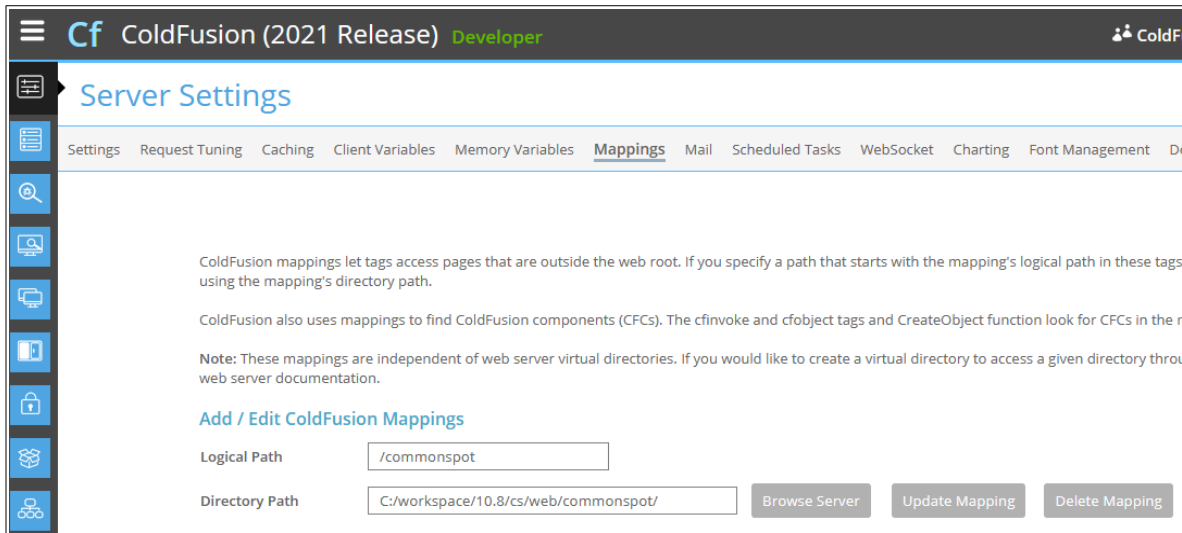 Cf ColdFusion (2021 Release) Developer ColdF
Server Settings
Settings Request Tuning Caching Client Variables Memory Variables Mappings Mail Scheduled Tasks WebSocket Charting Font Management
ColdFusion mappings let tags access pages that are outside the web root. If you specify a path that starts with the mapping's logical path in these tags
using the mapping's directory path.
ColdFusion also uses mappings to find ColdFusion components (CFCs). The cfinvoke and cfobject tags and CreateObject function look for CFCs in the
Note: These mappings are independent of web server virtual directories. If you would like to create a virtual directory to access a given directory throu
web server documentation.
Add / Edit ColdFusion Mappings
Logical Path /commonspot
Directory Path C:/workspace/10.8/cs/web/commonspot/ Browse Server Update Mapping Delete Mapping